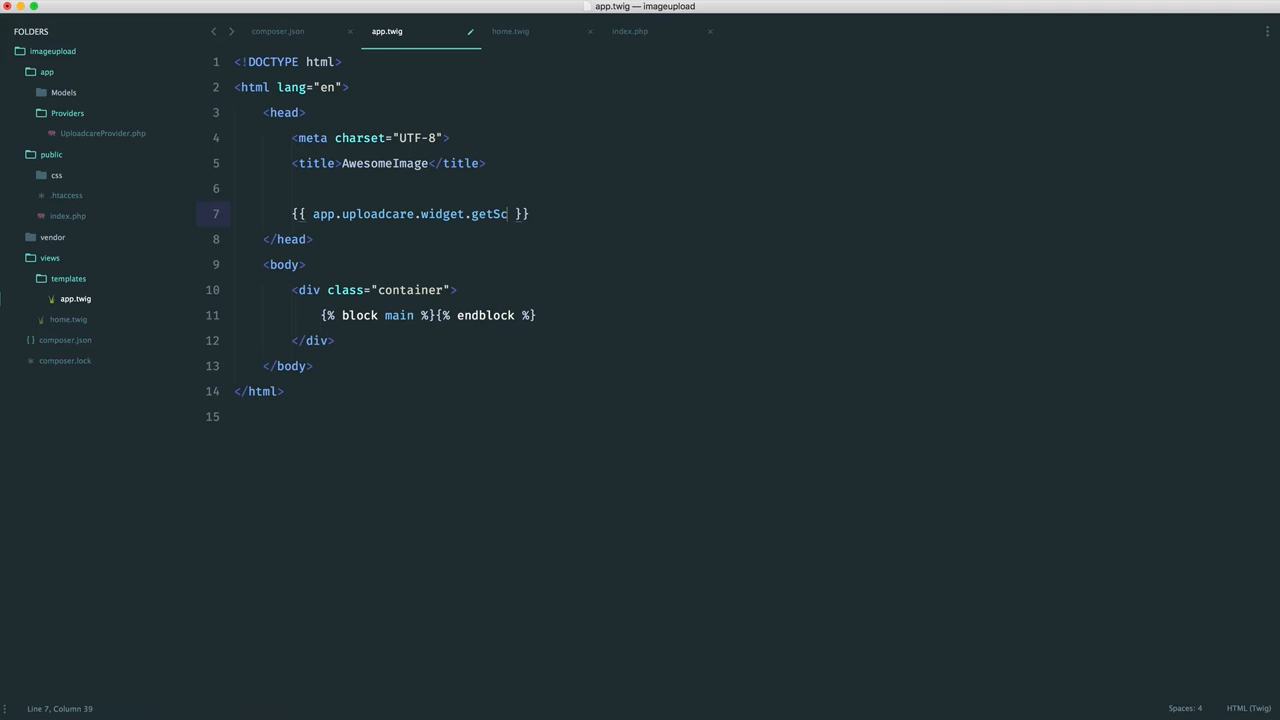 app.twig — imageupload
FOLDERS
imageupload
app
Models
Providers
UploadcareProvider.php
public
css
.htaccess
index.php
vendor
views
templates
app.twig
home.twig
composer.json
composer.lock
composer.json × app.twig home.twig × index.php ×
1 <!DOCTYPE html>
2 <html lang="en">
3 <head>
4 <meta charset="UTF-8">
5 <title>AwesomeImage</title>
6
7 {{ app.uploadcare.widget.getSc }}
8 </head>
9 <body>
10 <div class="container">
11 {% block main %}{% endblock %}
12 </div>
13 </body>
14 </html>
15
Line 7, Column 39
Spaces: 4
HTML (Twig)